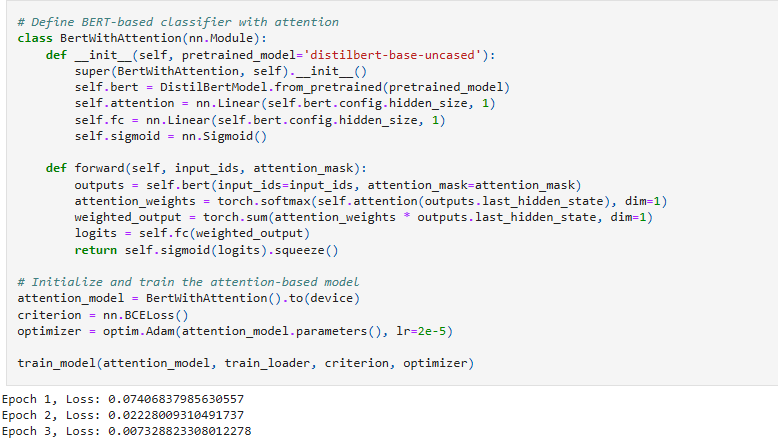 # Define BERT-based classifier with attention
class BertWithAttention(nn.Module):
    def __init__(self, pretrained_model='distilbert-base-uncased'):
        super(BertWithAttention, self).__init__()
        self.bert = DistilBertModel.from_pretrained(pretrained_model)
        self.attention = nn.Linear(self.bert.config.hidden_size, 1)
        self.fc = nn.Linear(self.bert.config.hidden_size, 1)
        self.sigmoid = nn.Sigmoid()

    def forward(self, input_ids, attention_mask):
        outputs = self.bert(input_ids=input_ids, attention_mask=attention_mask)
        attention_weights = torch.softmax(self.attention(outputs.last_hidden_state), dim=1)
        weighted_output = torch.sum(attention_weights * outputs.last_hidden_state, dim=1)
        logits = self.fc(weighted_output)
        return self.sigmoid(logits).squeeze()

# Initialize and train the attention-based model
attention_model = BertWithAttention().to(device)
criterion = nn.BCELoss()
optimizer = optim.Adam(attention_model.parameters(), lr=2e-5)

train_model(attention_model, train_loader, criterion, optimizer)

Epoch 1, Loss: 0.07406837985630557
Epoch 2, Loss: 0.02228009310491737
Epoch 3, Loss: 0.007328823308012278